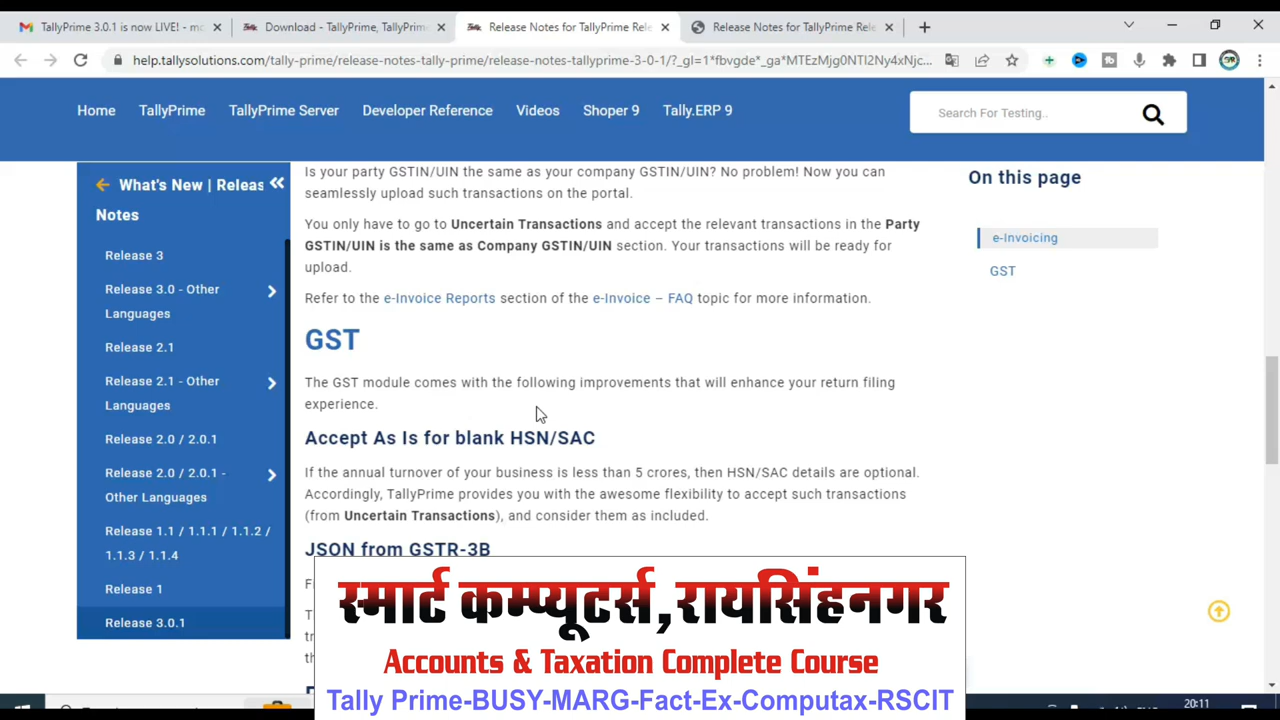 TallyPrime 3.0.1 is now LIVE! - mo
Download - TallyPrime, TallyPrime
Release Notes for TallyPrime Rele
Release Notes for TallyPrime Rele
help.tallysolutions.com/tally-prime/release-notes-tally-prime/release-notes-tallyprime-3-0-1/?_gl=1*fbvgde*_ga*MTEzMjg0NTI2Ny4xNjc...
Home TallyPrime TallyPrime Server Developer Reference Videos Shoper 9 Tally.ERP 9
Search For Testing..
What's New | Releas
Notes
Release 3
Release 3.0 - Other
Languages
Release 2.1
Release 2.1 - Other
Languages
Release 2.0 / 2.0.1
Release 2.0 / 2.0.1 -
Other Languages
Release 1.1 / 1.1.1 / 1.1.2 /
1.1.3 / 1.1.4
Release 1
Release 3.0.1
Is your party GSTIN/UIN the same as your company GSTIN/UIN? No problem! Now you can
seamlessly upload such transactions on the portal.
You only have to go to Uncertain Transactions and accept the relevant transactions in the Party
GSTIN/UIN is the same as Company GSTIN/UIN section. Your transactions will be ready for
upload.
Refer to the e-Invoice Reports section of the e-Invoice – FAQ topic for more information.
GST
The GST module comes with the following improvements that will enhance your return filing
experience.
Accept As Is for blank HSN/SAC
If the annual turnover of your business is less than 5 crores, then HSN/SAC details are optional.
Accordingly, TallyPrime provides you with the awesome flexibility to accept such transactions
(from Uncertain Transactions), and consider them as included.
JSON from GSTR-3B
On this page
e-Invoicing
GST
स्मार्ट कम्प्यूटर्स,रायसिंहनगर
Accounts & Taxation Complete Course
Tally Prime-BUSY-MARG-Fact-Ex-Computax-RSCIT
20:11